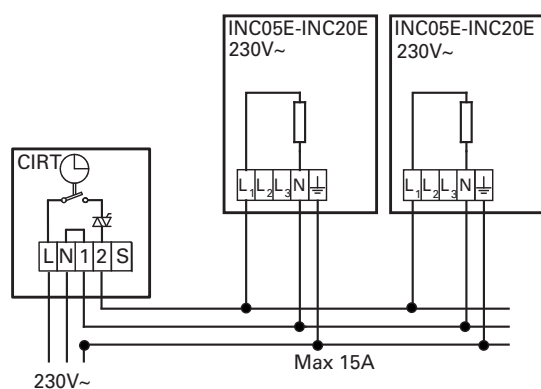 INC05E-INC20E
230V~
INC05E-INC20E
230V~
CIRT
L1 L2 L3 N
L1 L2 L3 N
L N 1 2 S
Max 15A
230V~